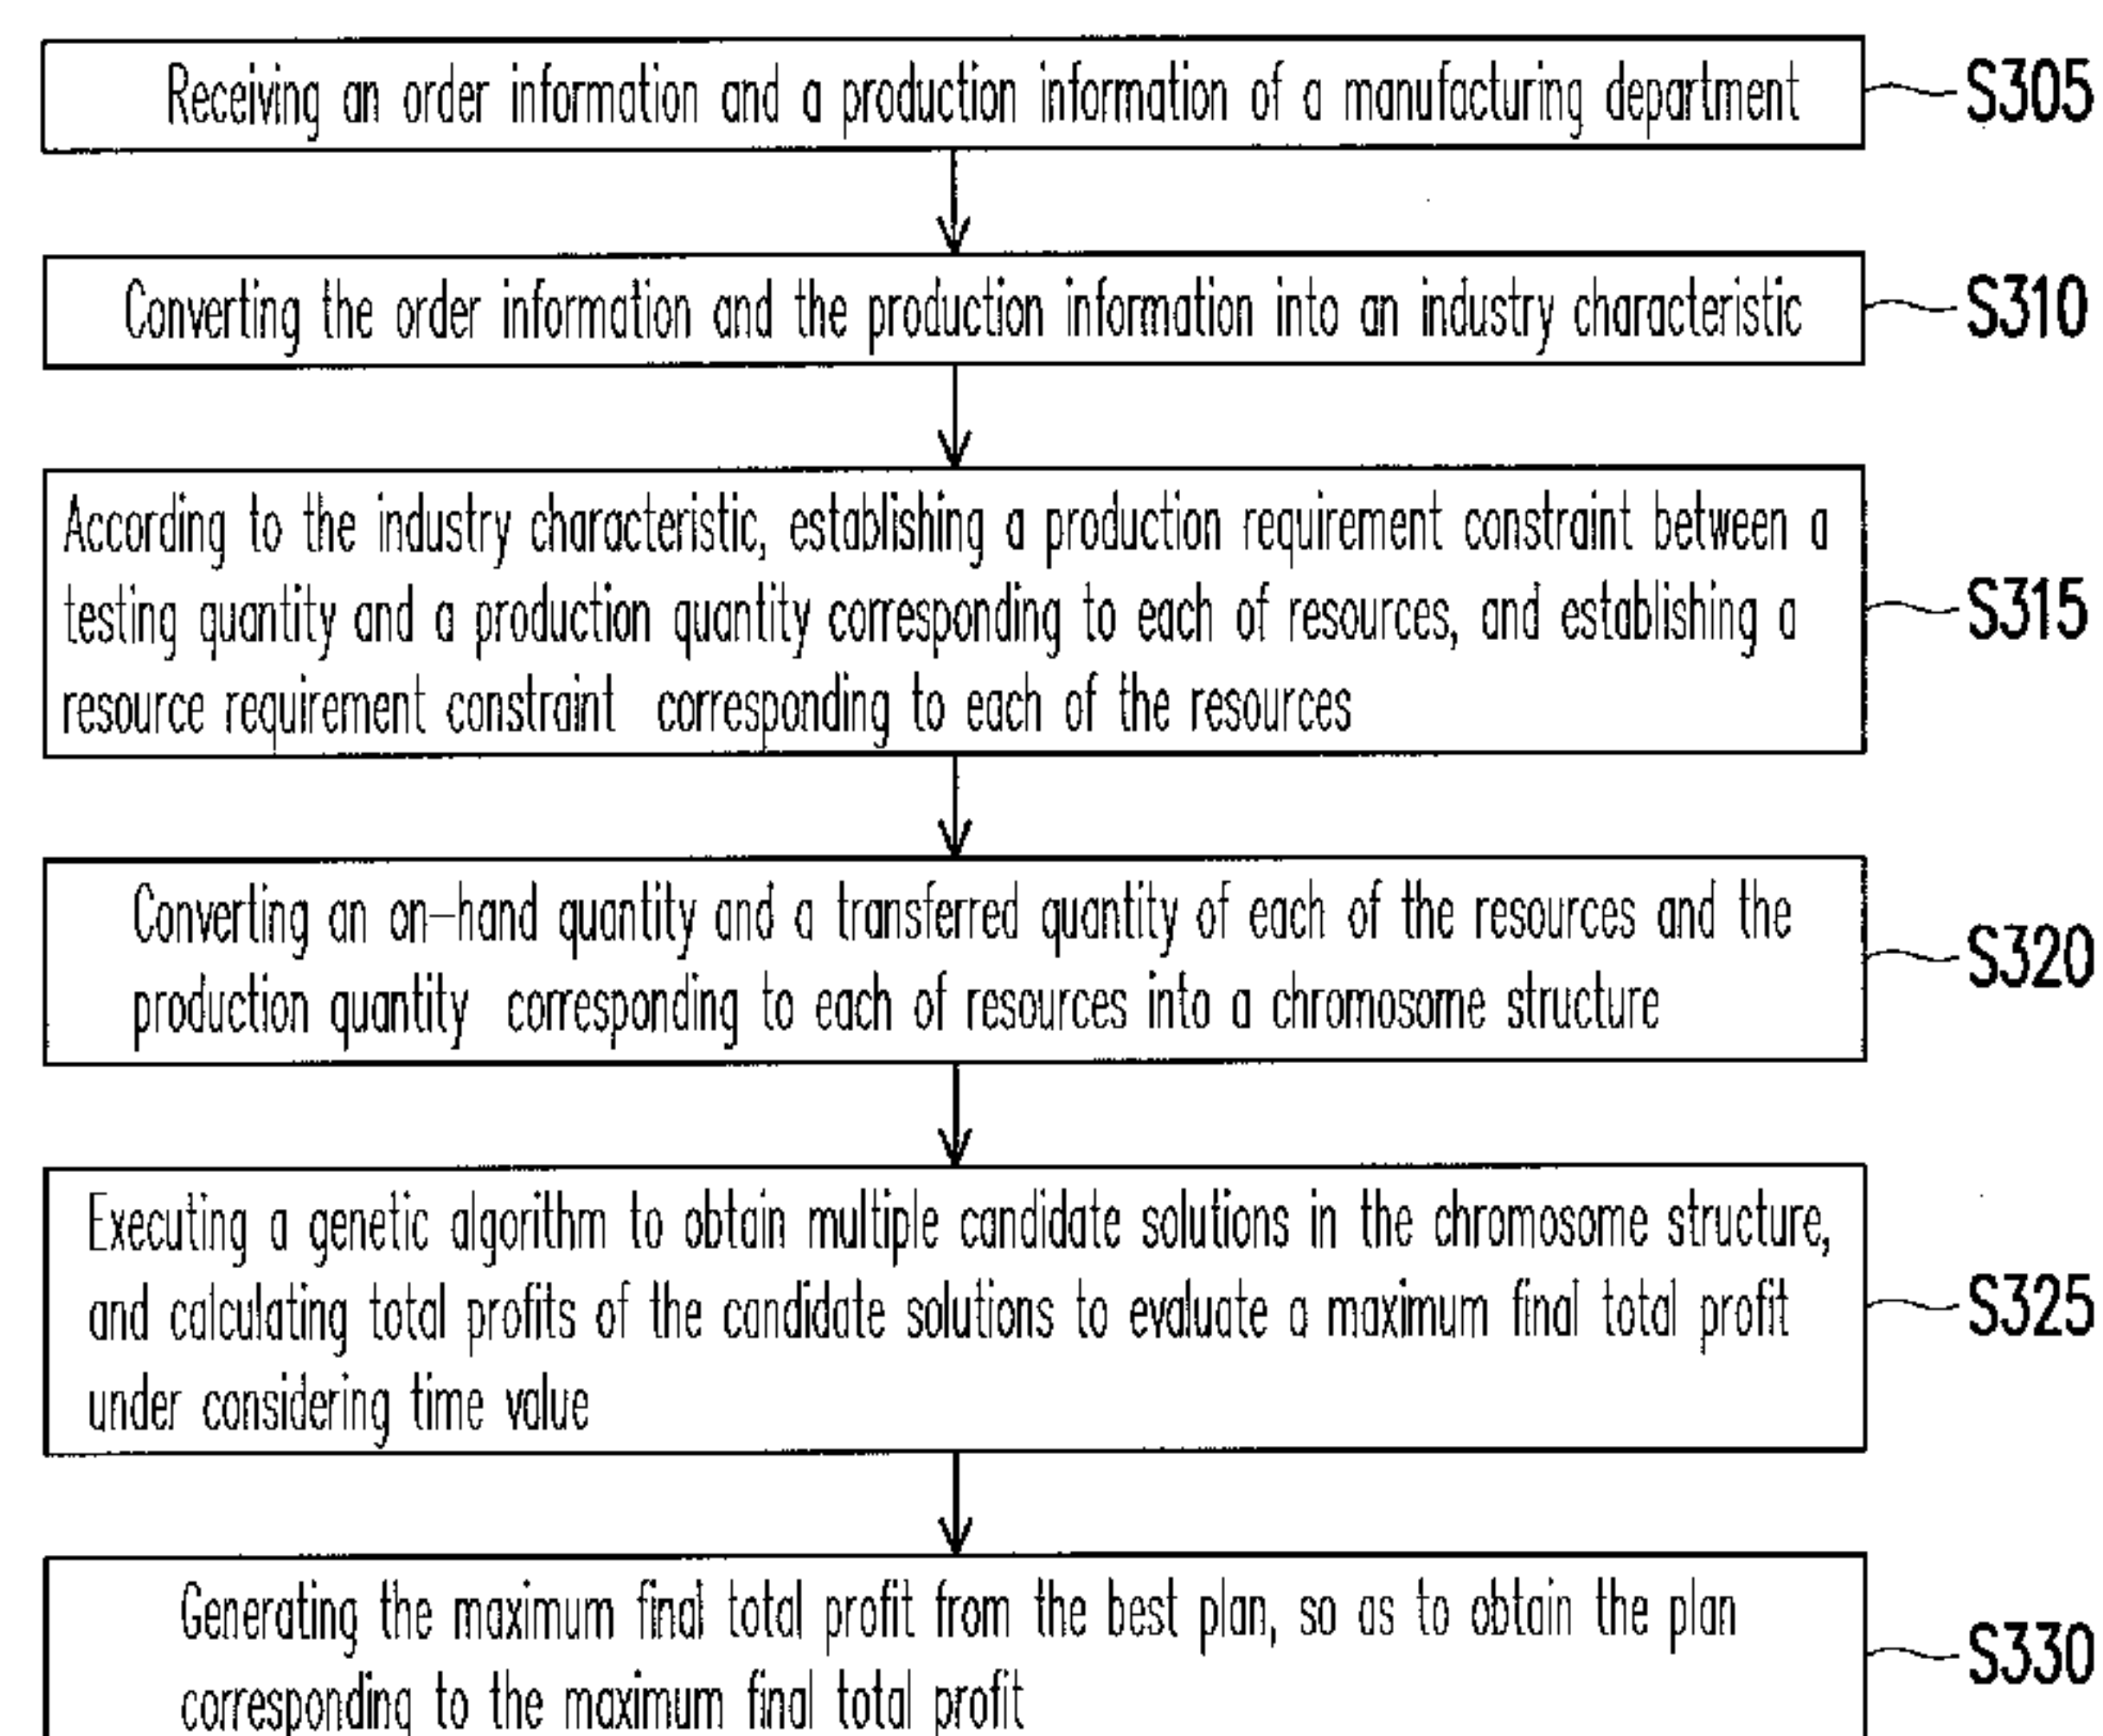 Receiving an order information and a production information of a manufacturing department
S305
Converting the order information and the production information into an industry characteristic
S310
According to the industry characteristic, establishing a production requirement constraint between a
testing quantity and a production quantity corresponding to each of resources, and establishing a
resource requirement constraint corresponding to each of the resources
S315
Converting an on-hand quantity and a transferred quantity of each of the resources and the
production quantity corresponding to each of resources into a chromosome structure
S320
Executing a genetic algorithm to obtain multiple candidate solutions in the chromosome structure,
and calculating total profits of the candidate solutions to evaluate a maximum final total profit
under considering time value
S325
Generating the maximum final total profit from the best plan, so as to obtain the plan
corresponding to the maximum final total profit
S330